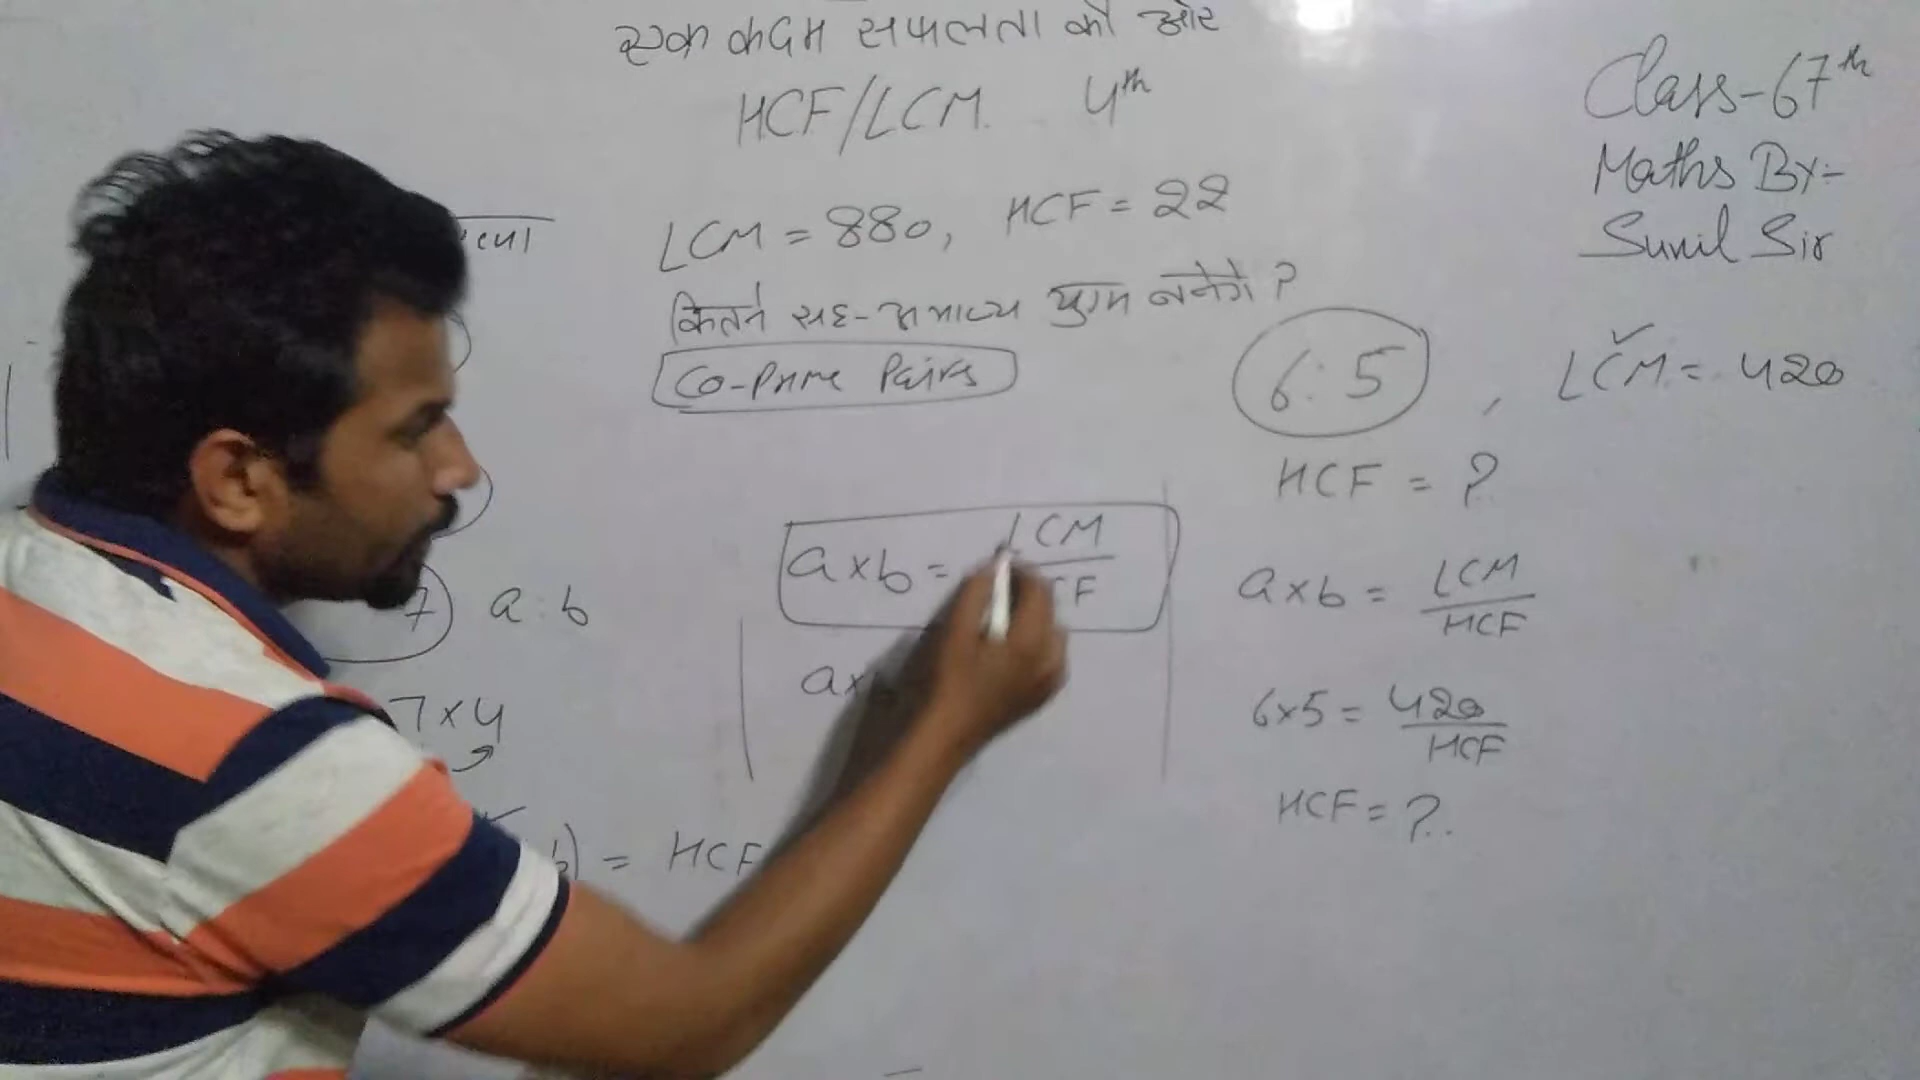 एक कदम सफलता की ओर
HCF/LCM 4th
Class-67th
Maths By:-
Sunil Sir
LCM = 880, HCF = 22
कितने सह-अभाज्य युग्म बनेगे ?
Co-Prime Pairs
6:5 , LCM = 420
HCF = ?
a×b = LCM
CF
a×b = LCM/HCF
7 a:b
a×
7×4
6×5 = 420/HCF
HCF = ?
b) = HCF